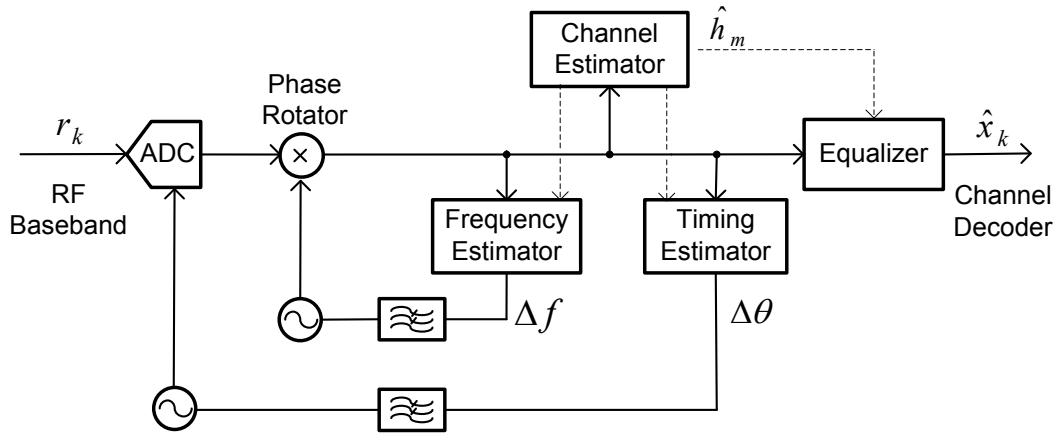 Channel
Estimator
ĥ_m
Phase
Rotator
r_k
ADC
×
Equalizer
x̂_k
RF
Baseband
Frequency
Estimator
Timing
Estimator
Channel
Decoder
Δf
Δθ